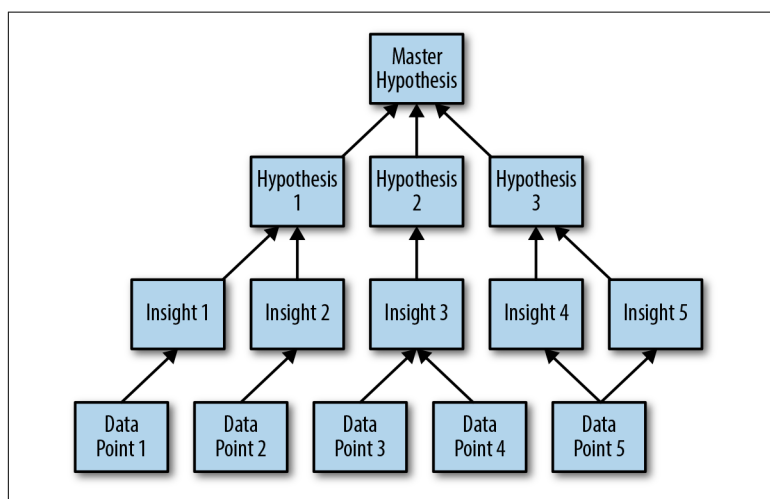 Master
Hypothesis
Hypothesis
1
Hypothesis
2
Hypothesis
3
Insight 1
Insight 2
Insight 3
Insight 4
Insight 5
Data
Point 1
Data
Point 2
Data
Point 3
Data
Point 4
Data
Point 5